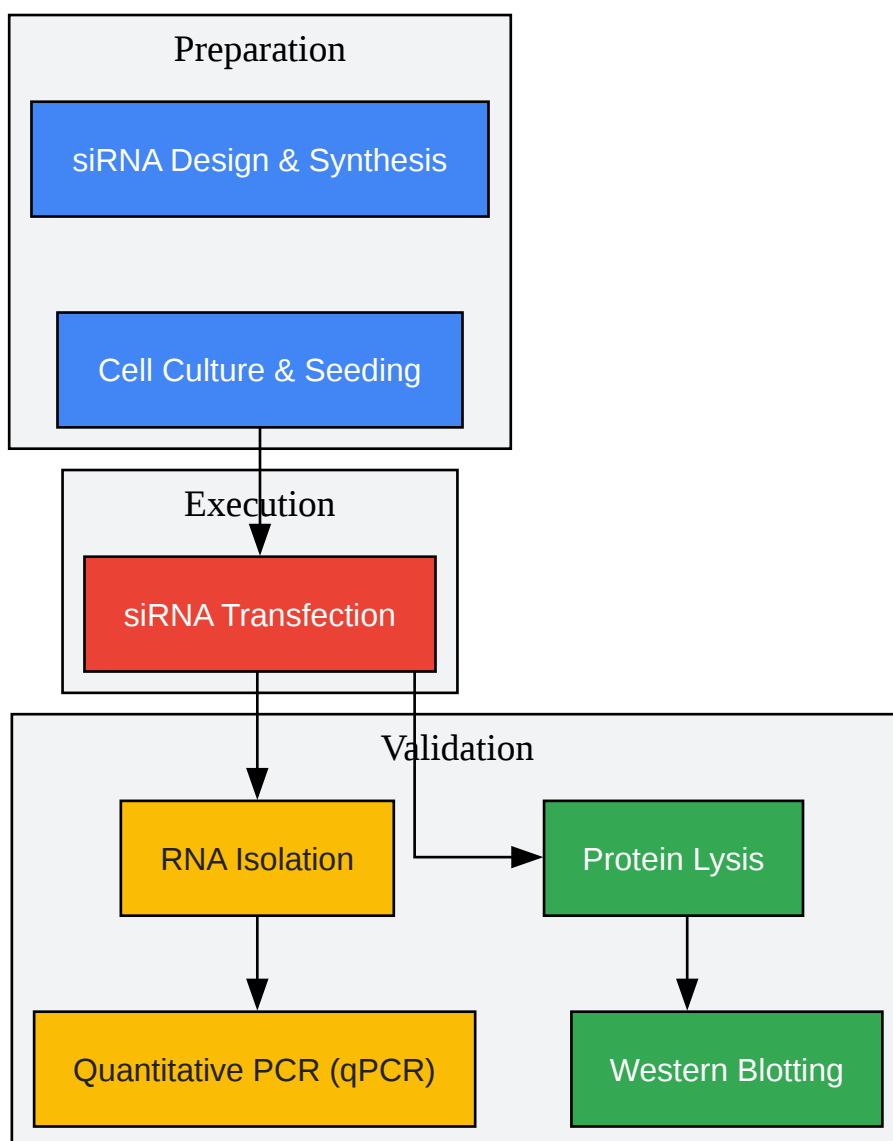 Preparation
siRNA Design & Synthesis
Cell Culture & Seeding
Execution
siRNA Transfection
Validation
RNA Isolation
Protein Lysis
Quantitative PCR (qPCR)
Western Blotting